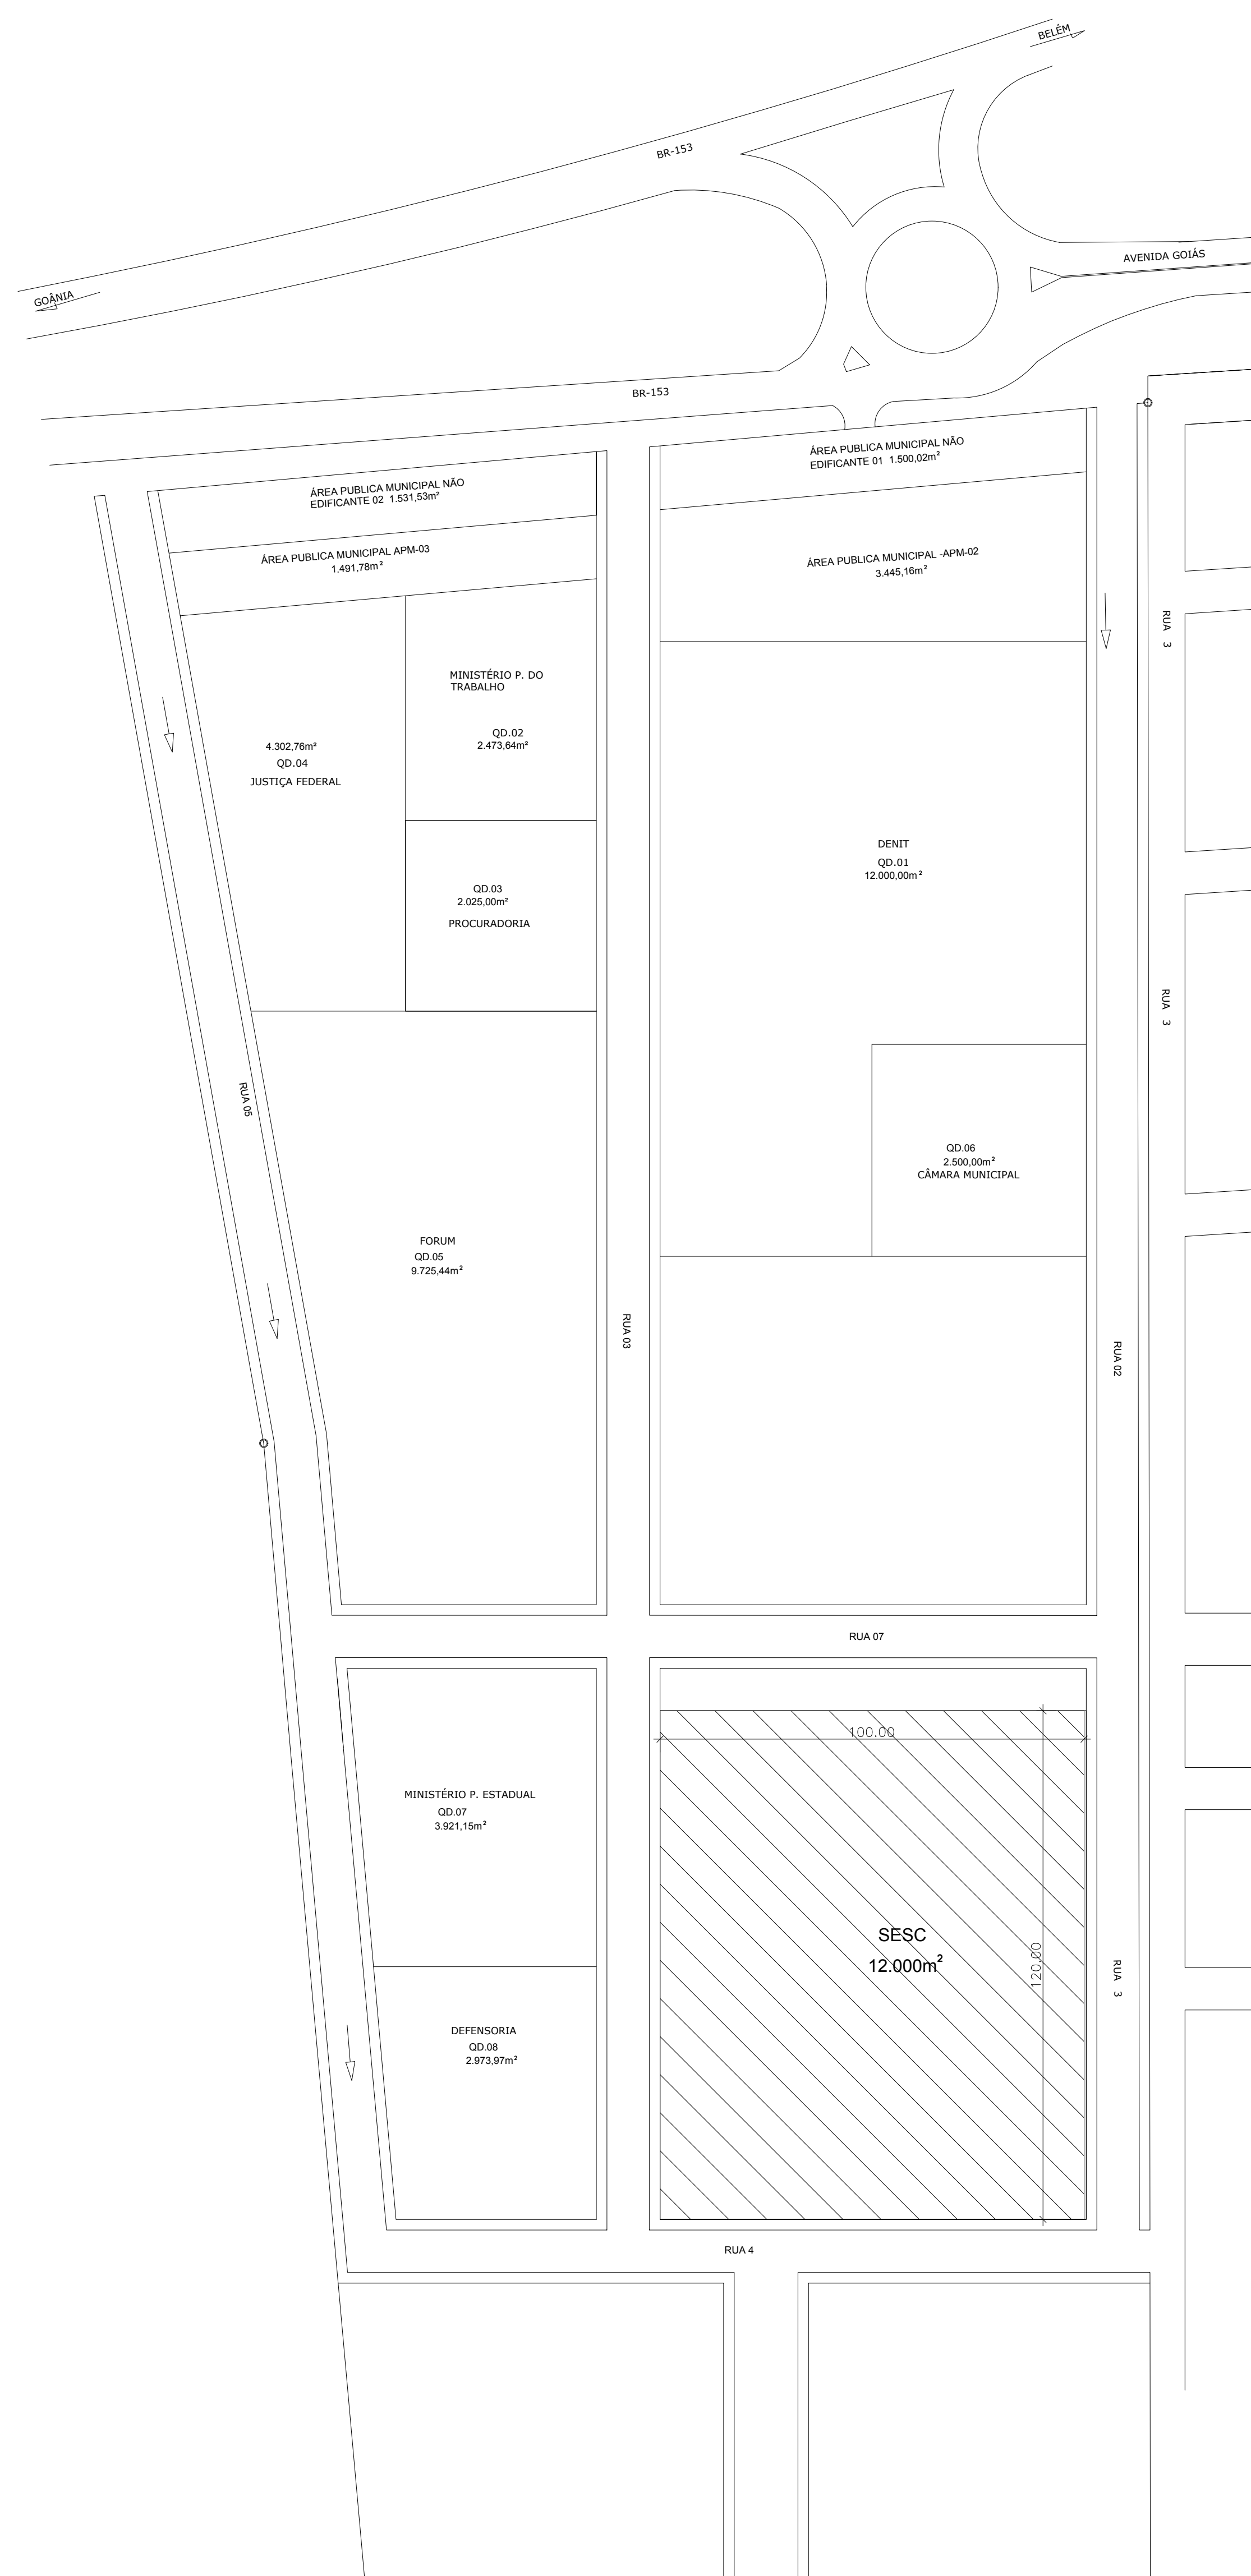 BELÉM
BR-153
AVENIDA GOIÁS
GOÂNIA
BR-153
ÁREA PUBLICA MUNICIPAL NÃO
EDIFICANTE 01 1.500,02m²
ÁREA PUBLICA MUNICIPAL NÃO
EDIFICANTE 02 1.531,53m²
ÁREA PUBLICA MUNICIPAL APM-03
1.491,78m²
ÁREA PUBLICA MUNICIPAL -APM-02
3.445,16m²
RUA 3
MINISTÉRIO P. DO
TRABALHO
QD.02
2.473,64m²
4.302,76m²
QD.04
JUSTIÇA FEDERAL
DENIT
QD.01
12.000,00m²
QD.03
2.025,00m²
PROCURADORIA
RUA 3
RUA 05
QD.06
2.500,00m²
CÂMARA MUNICIPAL
FORUM
QD.05
9.725,44m²
RUA 03
RUA 02
RUA 07
100.00
MINISTÉRIO P. ESTADUAL
QD.07
3.921,15m²
SESC
12.000m²
120.00
RUA 3
DEFENSORIA
QD.08
2.973,97m²
RUA 4